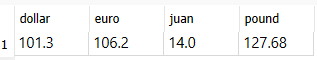 dollar euro juan pound
1 101.3 106.2 14.0 127.68